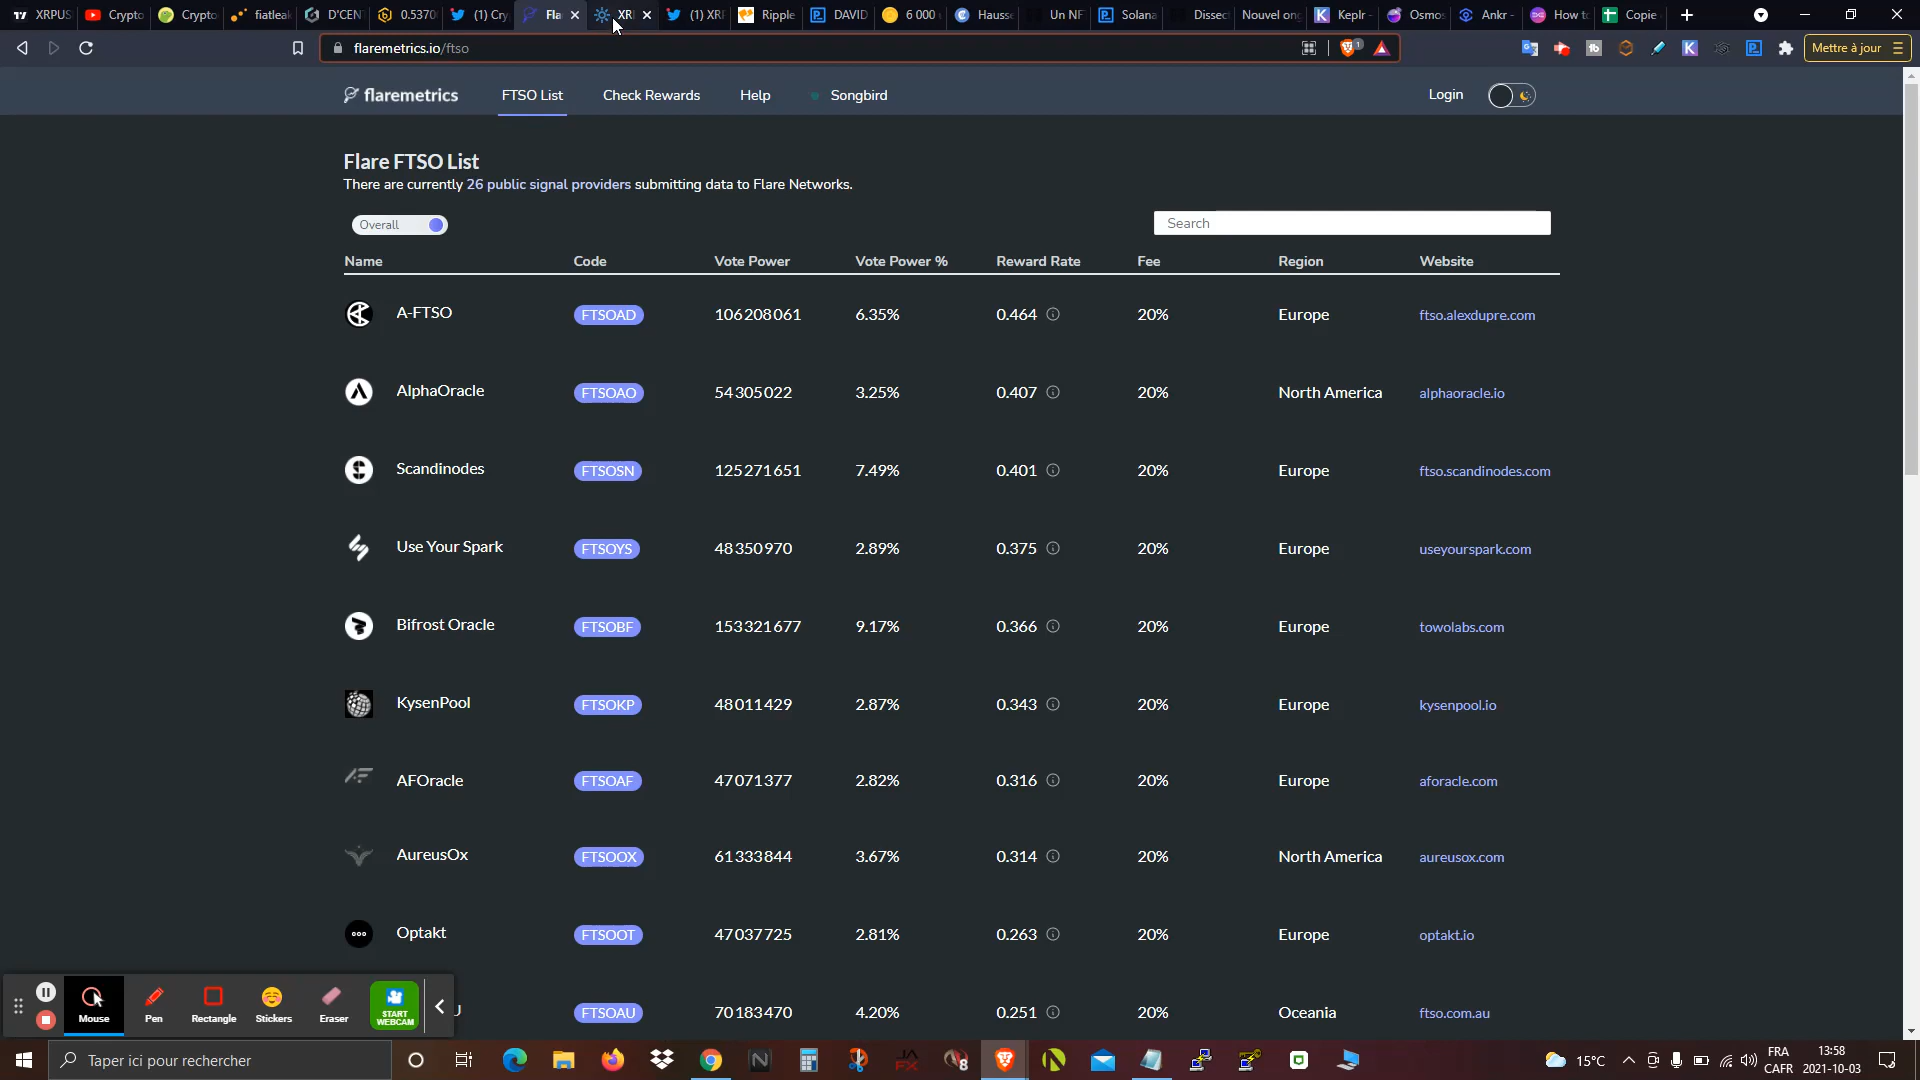 XRPUS Crypto Crypto fiatleak D'CENT 0.5370 (1) Cry Fla XRI (1) XRI Ripple DAVID 6 000 Hausse Un NF Solana Dissec Nouvel ong Keplr - Osmos Ankr - How to Copie
flaremetrics.io/ftso
1
Mettre à jour
flaremetrics FTSO List Check Rewards Help Songbird Login
Flare FTSO List
There are currently 26 public signal providers submitting data to Flare Networks.
Overall Search
Name Code Vote Power Vote Power % Reward Rate Fee Region Website
A-FTSO FTSOAD 106208061 6.35% 0.464 20% Europe ftso.alexdupre.com
AlphaOracle FTSOAO 54305022 3.25% 0.407 20% North America alphaoracle.io
Scandinodes FTSOSN 125271651 7.49% 0.401 20% Europe ftso.scandinodes.com
Use Your Spark FTSOYS 48350970 2.89% 0.375 20% Europe useyourspark.com
Bifrost Oracle FTSOBF 153321677 9.17% 0.366 20% Europe towolabs.com
KysenPool FTSOKP 48011429 2.87% 0.343 20% Europe kysenpool.io
AFOracle FTSOAF 47071377 2.82% 0.316 20% Europe aforacle.com
AureusOx FTSOOX 61333844 3.67% 0.314 20% North America aureusox.com
Optakt FTSOOT 47037725 2.81% 0.263 20% Europe optakt.io
U FTSOAU 70183470 4.20% 0.251 20% Oceania ftso.com.au
Mouse Pen Rectangle Stickers Eraser START WEBCAM
Taper ici pour rechercher
15°C
FRA
CAFR
13:58
2021-10-03